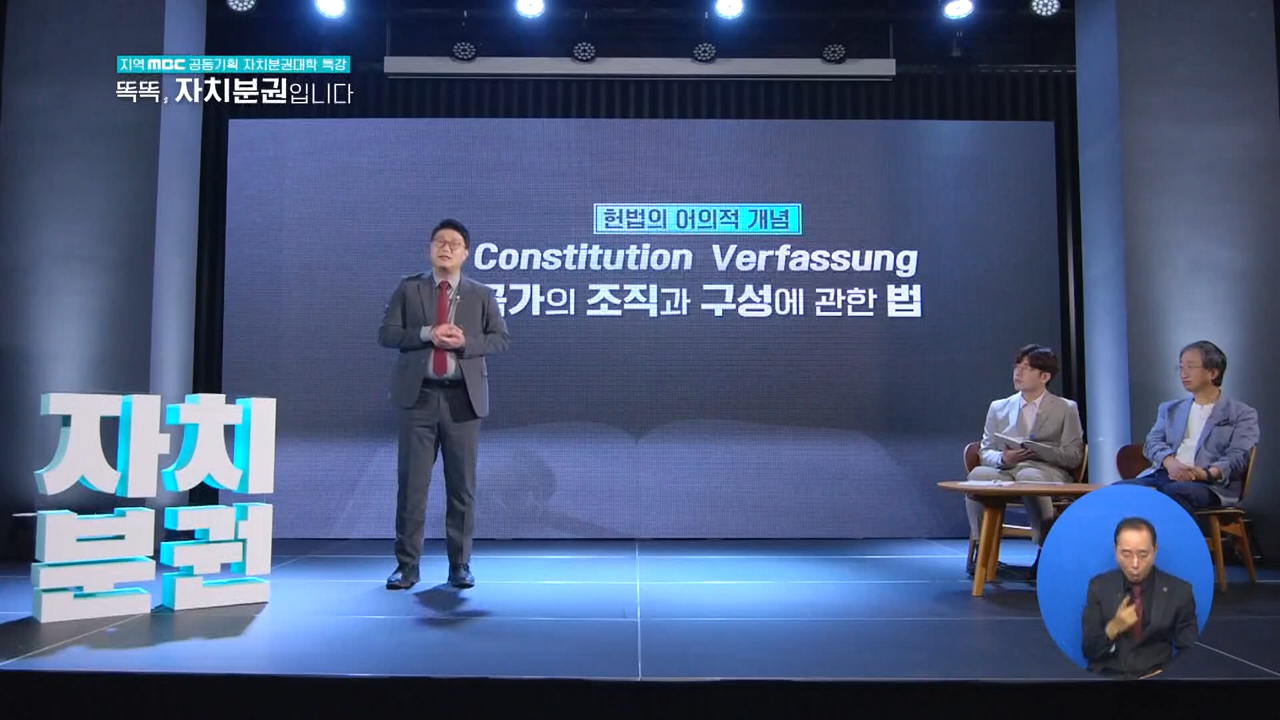 지역 MBC 공동기획 자치분권대학 특강
똑똑, 자치분권입니다
헌법의 어의적 개념
Constitution Verfassung
국가의 조직과 구성에 관한 법
자치
분권